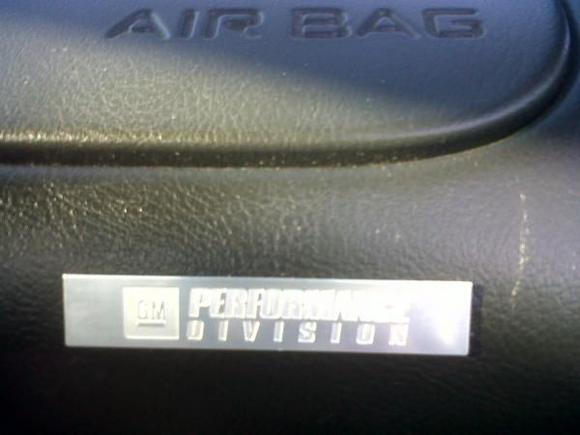 AIR BAG
GM PERFORMANCE
DIVISION